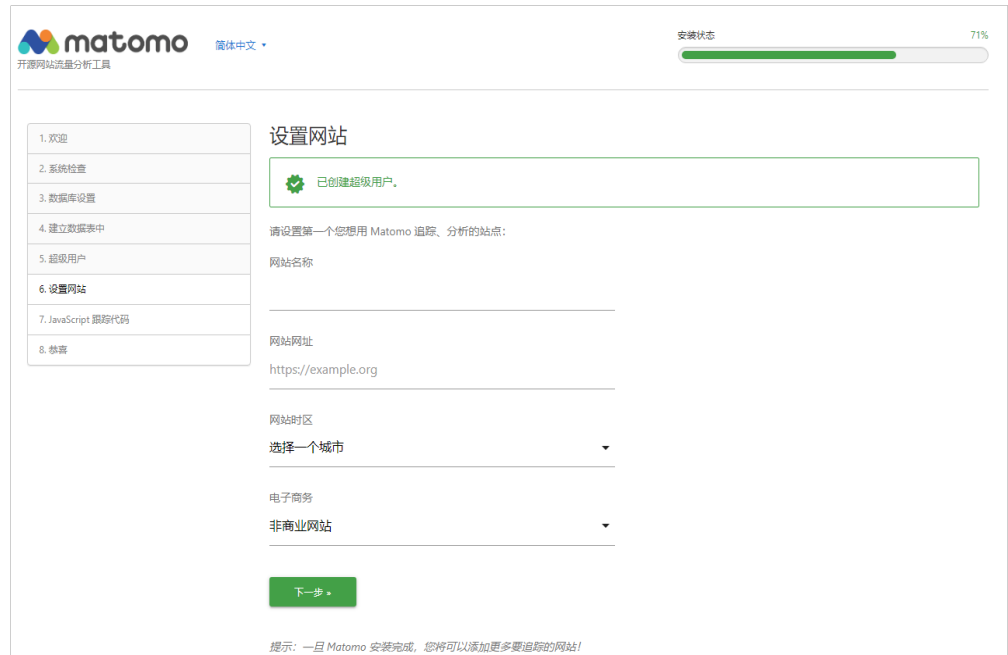 matomo
简体中文
开源网站流量分析工具
安装状态
71%
1. 欢迎
2. 系统检查
3. 数据库设置
4. 建立数据表中
5. 超级用户
6. 设置网站
7. JavaScript 跟踪代码
8. 恭喜
设置网站
已创建超级用户。
请设置第一个您想用 Matomo 追踪、分析的站点：
网站名称
网站网址
https://example.org
网站时区
选择一个城市
电子商务
非商业网站
下一步 »
提示：一旦 Matomo 安装完成，您将可以添加更多要追踪的网站！